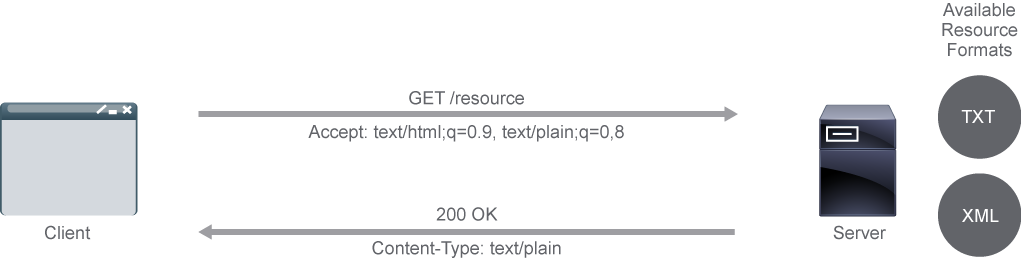 Available
Resource
Formats
GET /resource
Accept: text/html;q=0.9, text/plain;q=0,8
TXT
200 OK
Content-Type: text/plain
XML
Client
Server